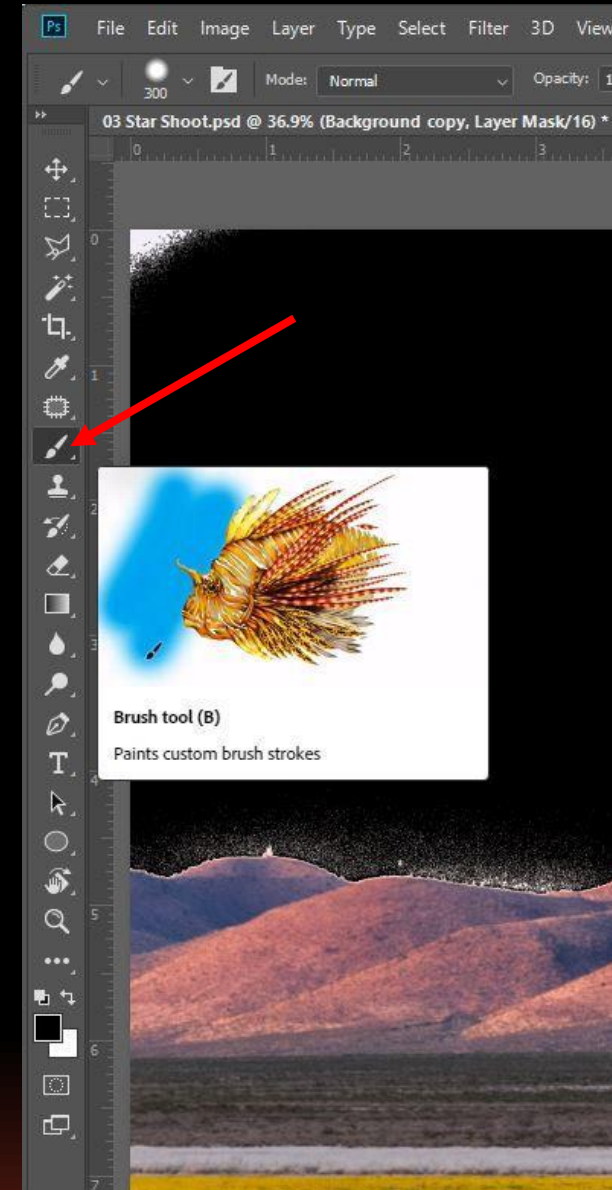 Ps File Edit Image Layer Type Select Filter 3D View
300 Mode: Normal Opacity: 1
03 Star Shoot.psd @ 36.9% (Background copy, Layer Mask/16) *
0 1 2 3
0
1
2
3
Brush tool (B)
Paints custom brush strokes
T
4
5
6
7